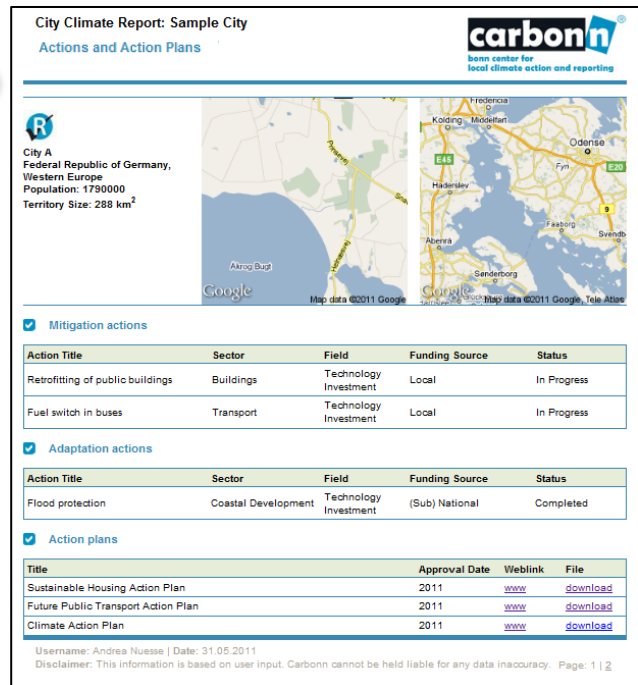 City Climate Report: Sample City
Actions and Action Plans
carbonn
bonn center for
local climate action and reporting
R
City A
Federal Republic of Germany,
Western Europe
Population: 1790000
Territory Size: 288 km²
Akrog Bugt
Google
Map data ©2011 Google
Fredericia
Kolding Middelfart
Odense
E45
Fyn
E20
Haderslev
9
Faaborg
Svendb
Abenrå
Sønderborg
Google
Map data ©2011 Google, Tele Atlas
Mitigation actions
Action Title Sector Field Funding Source Status
Retrofitting of public buildings Buildings Technology Investment Local In Progress
Fuel switch in buses Transport Technology Investment Local In Progress
Adaptation actions
Action Title Sector Field Funding Source Status
Flood protection Coastal Development Technology Investment (Sub) National Completed
Action plans
Title Approval Date Weblink File
Sustainable Housing Action Plan 2011 www download
Future Public Transport Action Plan 2011 www download
Climate Action Plan 2011 www download
Username: Andrea Nuesse | Date: 31.05.2011
Disclaimer: This information is based on user input. Carbonn cannot be held liable for any data inaccuracy. Page: 1 | 2